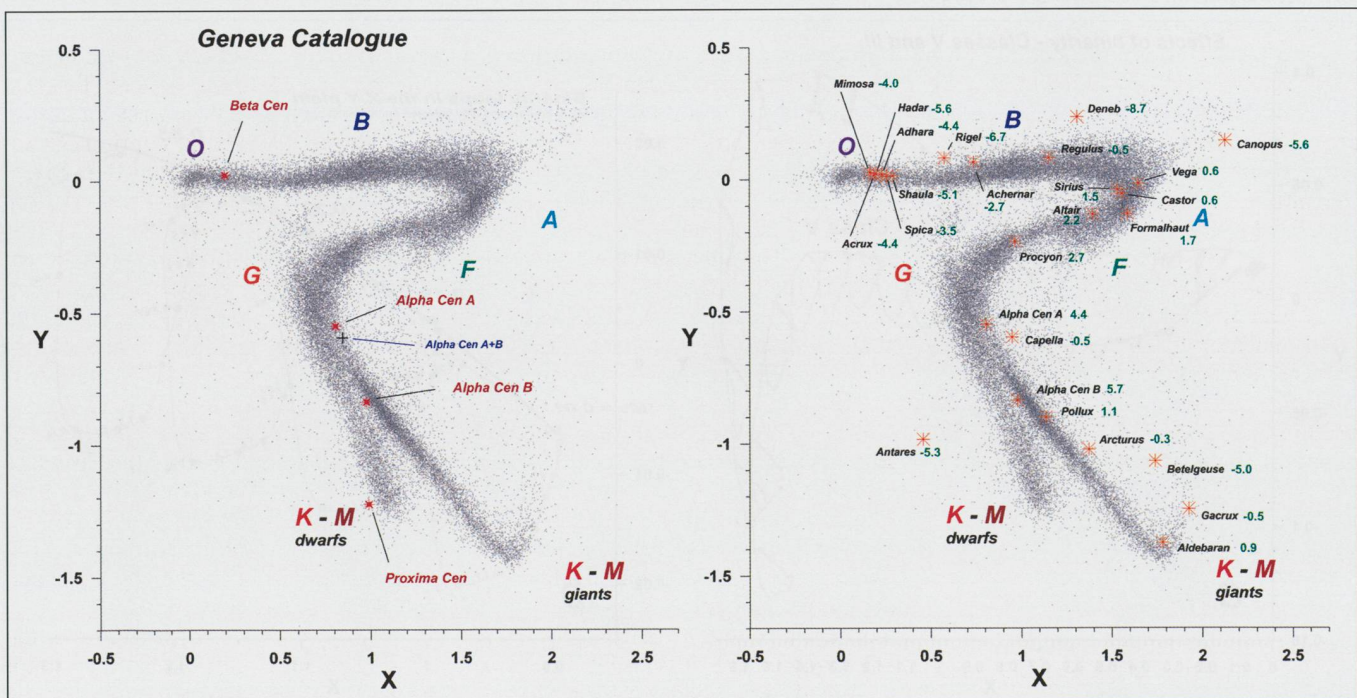 Geneva Catalogue
0.5
Beta Cen
B
O
0
A
F
G
Alpha Cen A
-0.5
Y
Alpha Cen A+B
Alpha Cen B
-1
K - M
dwarfs
Proxima Cen
K - M
giants
-1.5
-0.5 0 0.5 1 1.5 2 2.5
X
0.5
Mimosa -4.0
Hadar -5.6
Deneb -8.7
Adhara -4.4
B
Rigel -6.7
Canopus -5.6
O
Regulus -0.5
Vega 0.6
0
Shaula -5.1
Achernar -2.7
Sirius 1.5
Castor 0.6
Altair 2.2
A
Spica -3.5
Formalhaut 1.7
Acrux -4.4
Procyon 2.7
F
G
Alpha Cen A 4.4
-0.5
Y
Capella -0.5
Alpha Cen B 5.7
Pollux 1.1
Arcturus -0.3
-1
Antares -5.3
Betelgeuse -5.0
Gacrux -0.5
K - M
dwarfs
Aldebaran 0.9
K - M
giants
-1.5
-0.5 0 0.5 1 1.5 2 2.5
X